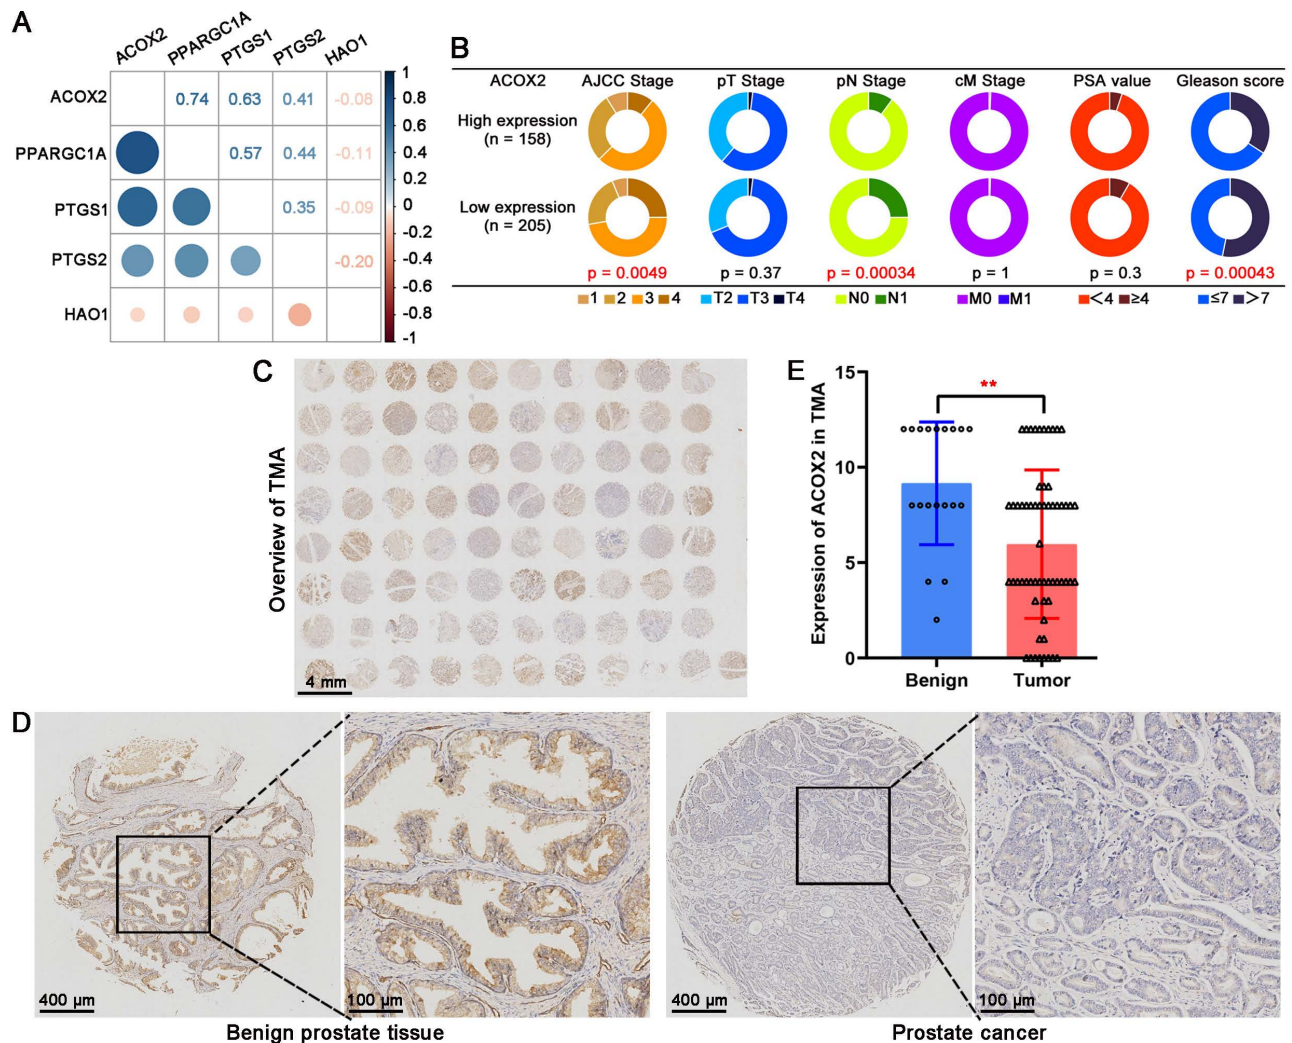 A
ACOX2 PPARGC1A PTGS1 PTGS2 HAO1
ACOX2 0.74 0.63 0.41 -0.08
PPARGC1A 0.57 0.44 -0.11
PTGS1 0.35 -0.09
PTGS2 -0.20
HAO1
1
0.8
0.6
0.4
0.2
0
-0.2
-0.4
-0.6
-0.8
-1
B
ACOX2 AJCC Stage pT Stage pN Stage cM Stage PSA value Gleason score
High expression
(n = 158)
Low expression
(n = 205)
p = 0.0049 p = 0.37 p = 0.00034 p = 1 p = 0.3 p = 0.00043
1 2 3 4 T2 T3 T4 N0 N1 M0 M1 <4 ≥4 ≤7 >7
C
Overview of TMA
4 mm
E
Expression of ACOX2 in TMA
15
10
5
0
**
Benign Tumor
D
400 μm 100 μm 400 μm 100 μm
Benign prostate tissue Prostate cancer